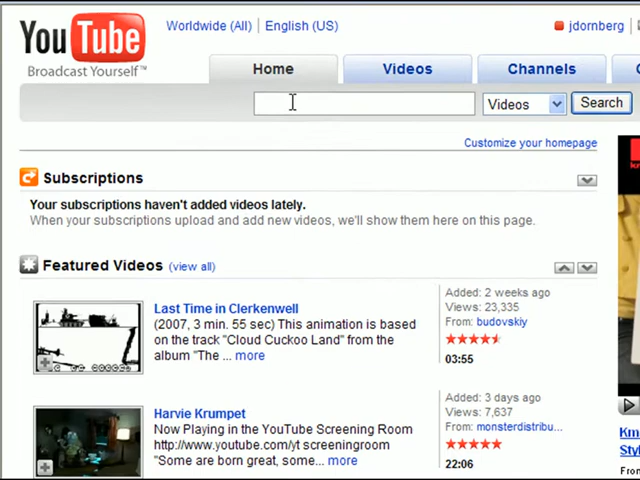 YouTube Worldwide (All) English (US) jdornberg
Broadcast Yourself™
Home Videos Channels
Videos Search
Customize your homepage
Subscriptions
Your subscriptions haven't added videos lately.
When your subscriptions upload and add new videos, we'll show them here on this page.
Featured Videos (view all)
Last Time in Clerkenwell
(2007, 3 min. 55 sec) This animation is based
on the track "Cloud Cuckoo Land" from the
album "The ... more
Added: 2 weeks ago
Views: 23,335
From: budovskiy
03:55
Harvie Krumpet
Now Playing in the YouTube Screening Room
http://www.youtube.com/yt screeningroom
"Some are born great, some... more
Added: 3 days ago
Views: 7,637
From: monsterdistribu...
22:06
Km
Styl
From